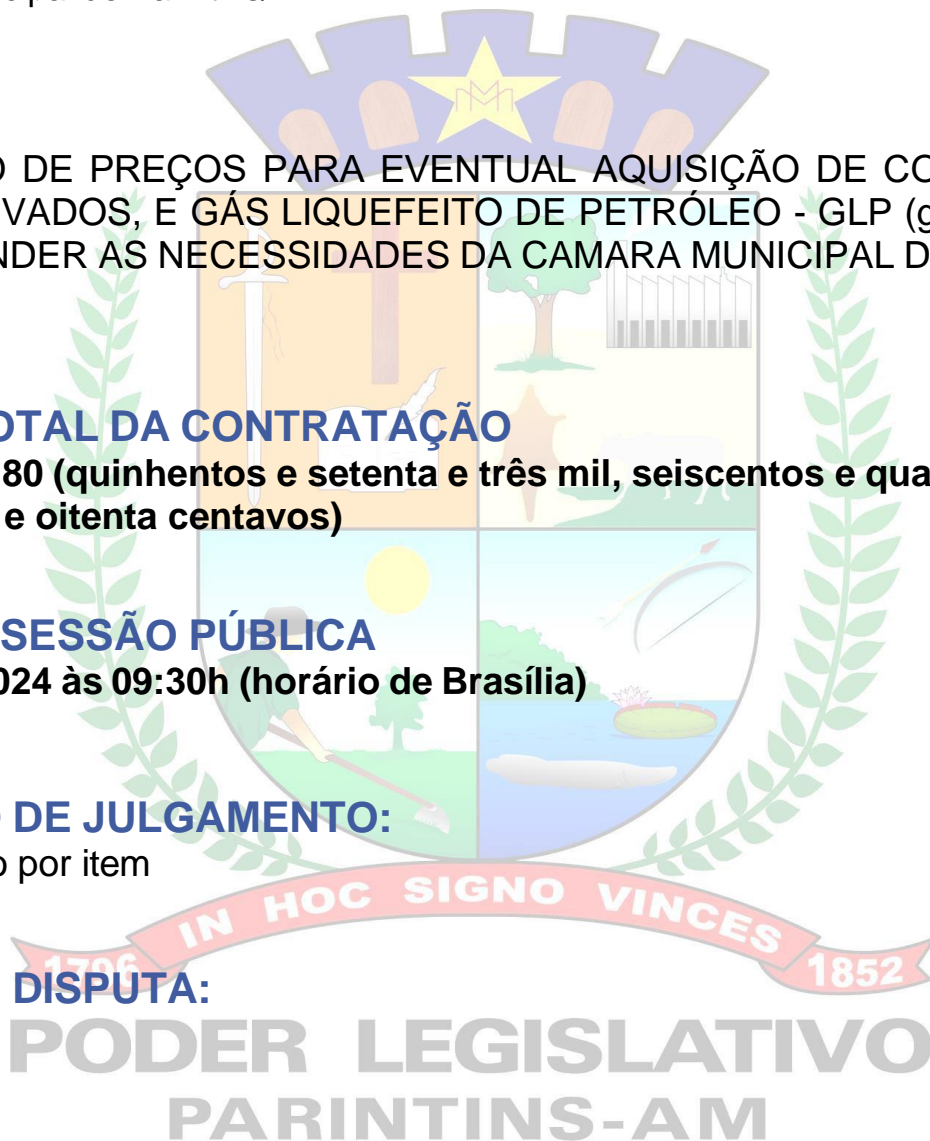 O DE PREÇOS PARA EVENTUAL AQUISIÇÃO DE CO
VADOS, E GÁS LIQUEFEITO DE PETRÓLEO - GLP (g
NDER AS NECESSIDADES DA CAMARA MUNICIPAL D
OTAL DA CONTRATAÇÃO
80 (quinhentos e setenta e três mil, seiscentos e qua
e oitenta centavos)
SESSÃO PÚBLICA
024 às 09:30h (horário de Brasília)
DE JULGAMENTO:
o por item
IN HOC SIGNO VINCES
1796
1852
DISPUTA:
PODER LEGISLATIVO
PARINTINS-AM